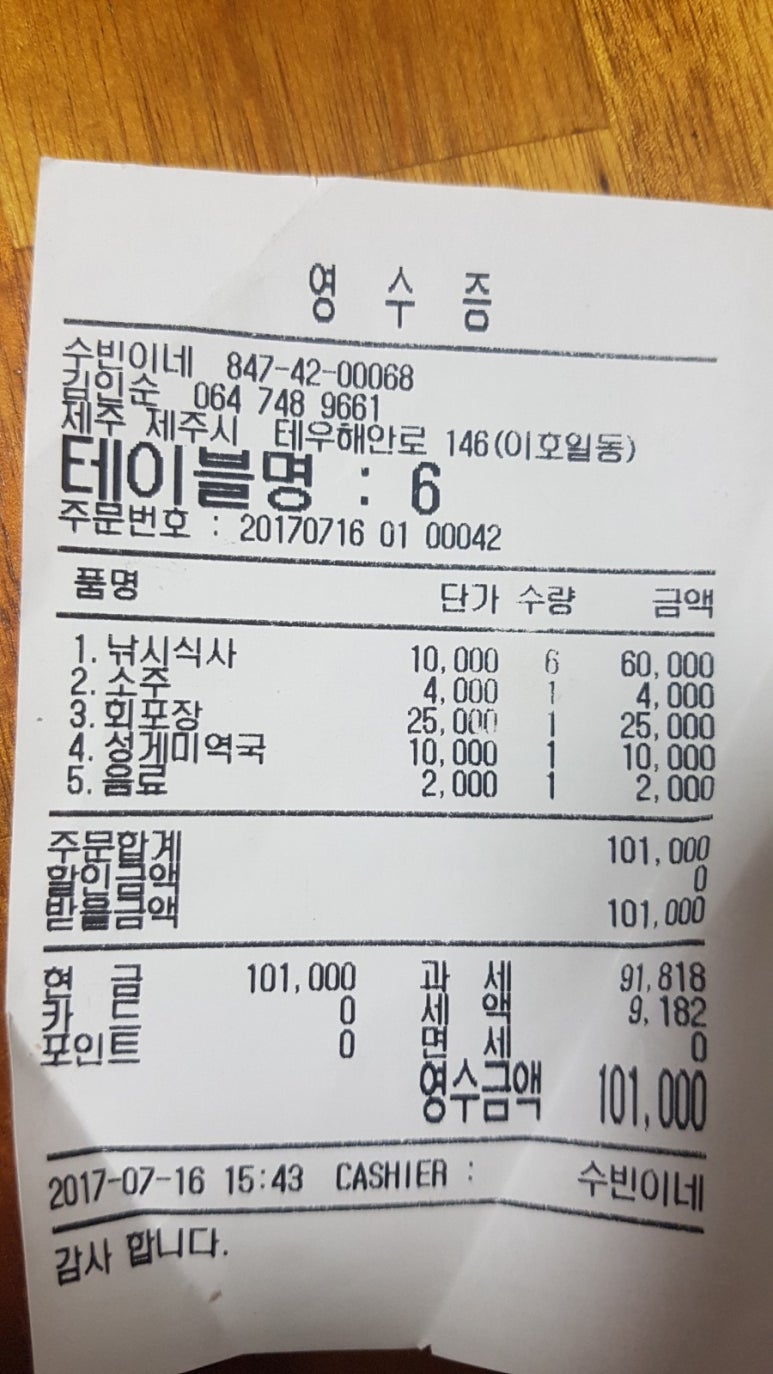 영 수 증
수빈이네 847-42-00068
김인순 064 748 9661
제주 제주시 테우해안로 146(이호일동)
테이블명 : 6
주문번호 : 20170716 01 00042
품명 단가 수량 금액
1. 낚시식사 10,000 6 60,000
2. 소주 4,000 1 4,000
3. 회포장 25,000 1 25,000
4. 성게미역국 10,000 1 10,000
5. 음료 2,000 1 2,000
주문합계 101,000
할인금액 0
받을금액 101,000
현 금 101,000 과 세 91,818
카 드 0 세 액 9,182
포인트 0 면 세 0
영수금액 101,000
2017-07-16 15:43 CASHIER : 수빈이네
감사 합니다.